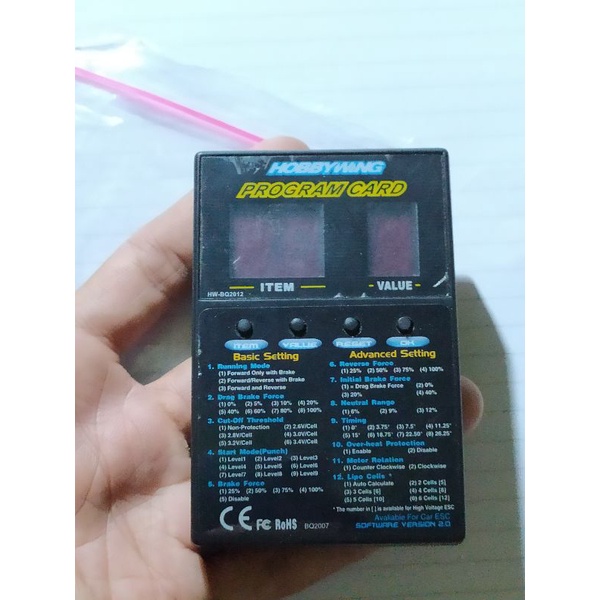 HOBBYWING
PROGRAM CARD
ITEM VALUE
HW-BQ2012
ITEM VALUE RESET OK
Basic Setting
1. Running Mode
(1) Forward Only with Brake
(2) Forward/Reverse with Brake
(3) Forward and Reverse
2. Drag Brake Force
(1) 0% (2) 5% (3) 10% (4) 20%
(5) 40% (6) 60% (7) 80% (8) 100%
3. Cut-Off Threshold
(1) Non-Protection (2) 2.6V/Cell
(3) 2.8V/Cell (4) 3.0V/Cell
(5) 3.2V/Cell (6) 3.4V/Cell
4. Start Mode(Punch)
(1) Level1 (2) Level2 (3) Level3
(4) Level4 (5) Level5 (6) Level6
(7) Level7 (8) Level8 (9) Level9
5. Brake Force
(1) 25% (2) 50% (3) 75% (4) 100%
(5) Disable
Advanced Setting
6. Reverse Force
(1) 25% (2) 50% (3) 75% (4) 100%
7. Initial Brake Force
(1) = Drag Brake Force (2) 0%
(3) 20% (4) 40%
8. Neutral Range
(1) 6% (2) 9% (3) 12%
9. Timing
(1) 0° (2) 3.75° (3) 7.5° (4) 11.25°
(5) 15° (6) 18.75° (7) 22.50° (8) 26.25°
10. Over-heat Protection
(1) Enable (2) Disable
11. Motor Rotation
(1) Counter Clockwise (2) Clockwise
12. Lipo Cells *
(1) Auto Calculate (2) 2 Cells [5]
(3) 3 Cells [6] (4) 4 Cells [8]
(5) 5 Cells [10] (6) 6 Cells [12]
* The number in [ ] is available for High Voltage ESC
Available For Car ESC
SOFTWARE VERSION 2.0
CE FC RoHS BQ2007